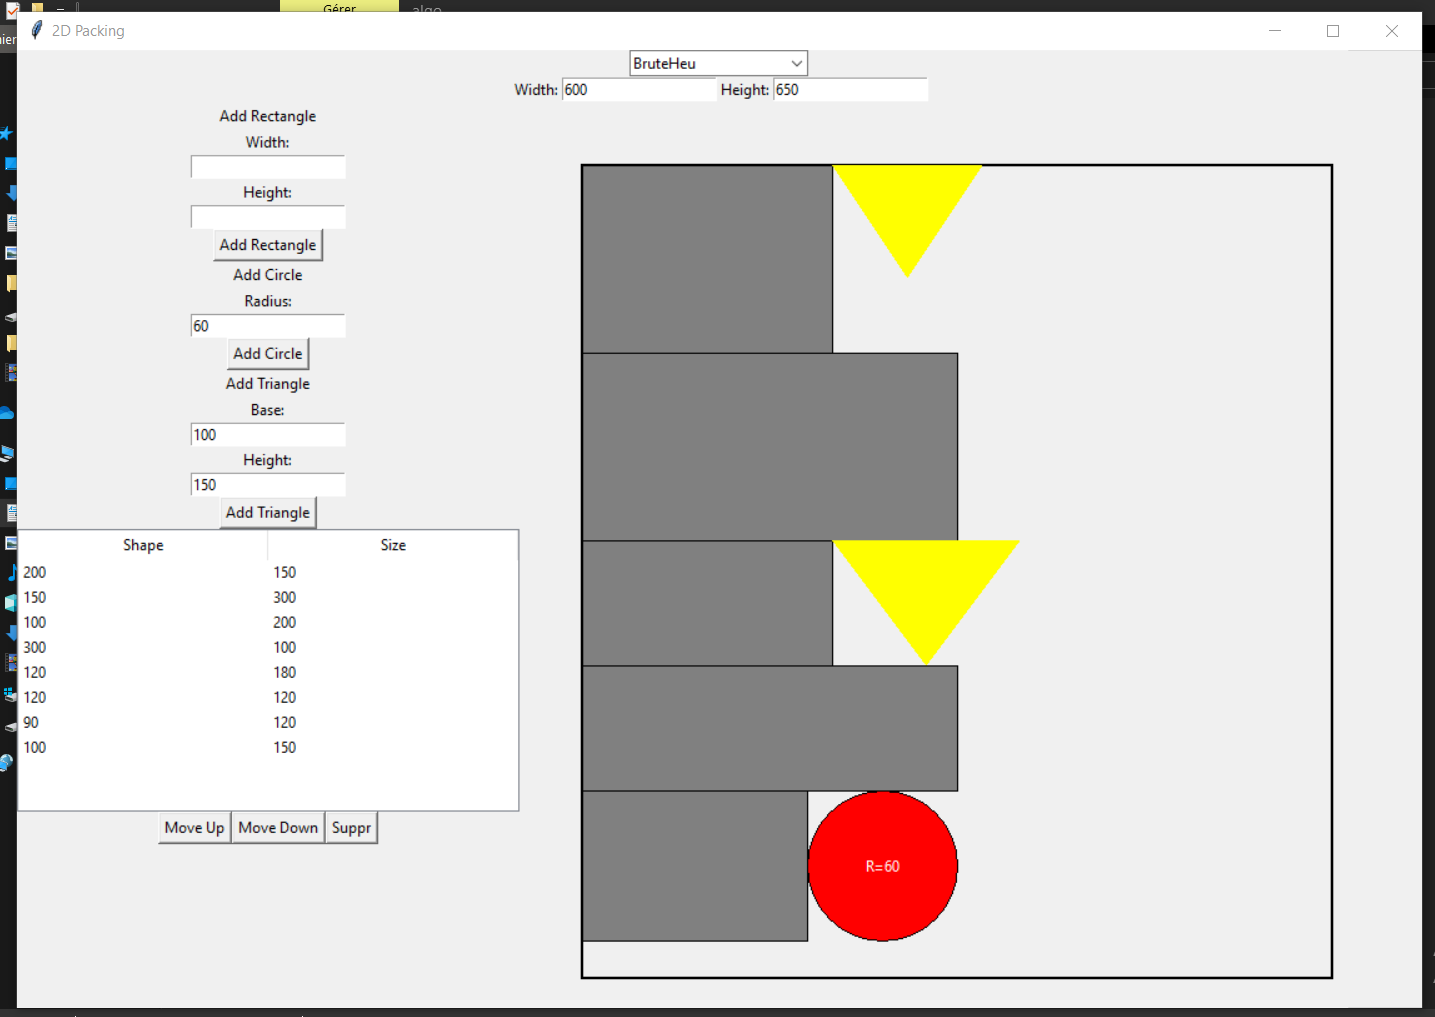 Gérer
algo
2D Packing
BruteHeu
Width: 600 Height: 650
Add Rectangle
Width:
Height:
Add Rectangle
Add Circle
Radius:
60
Add Circle
Add Triangle
Base:
100
Height:
150
Add Triangle
Shape Size
200 150
150 300
100 200
300 100
120 180
120 120
90 120
100 150
Move Up Move Down Suppr
R=60